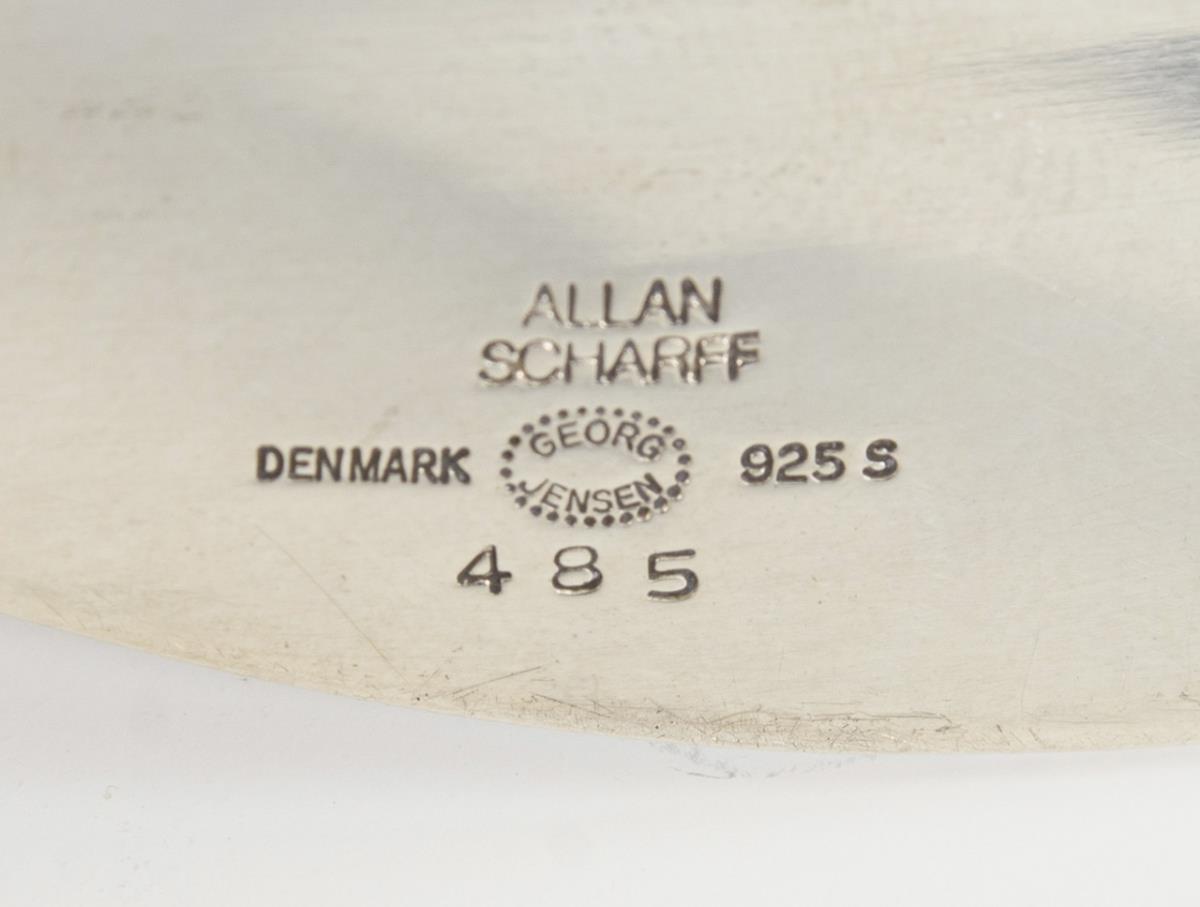 ALLAN
SCHARFF
DENMARK GEORG JENSEN 925 S
485